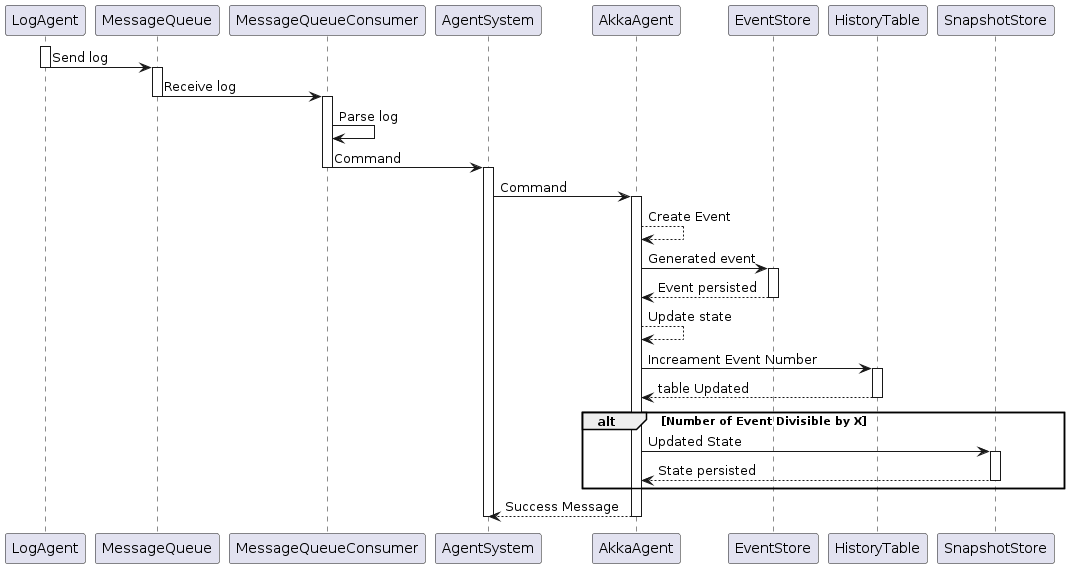 LogAgent MessageQueue MessageQueueConsumer AgentSystem AkkaAgent EventStore HistoryTable SnapshotStore
Send log
Receive log
Parse log
Command
Command
Create Event
Generated event
Event persisted
Update state
Increament Event Number
table Updated
alt [Number of Event Divisible by X]
Updated State
State persisted
Success Message
LogAgent MessageQueue MessageQueueConsumer AgentSystem AkkaAgent EventStore HistoryTable SnapshotStore